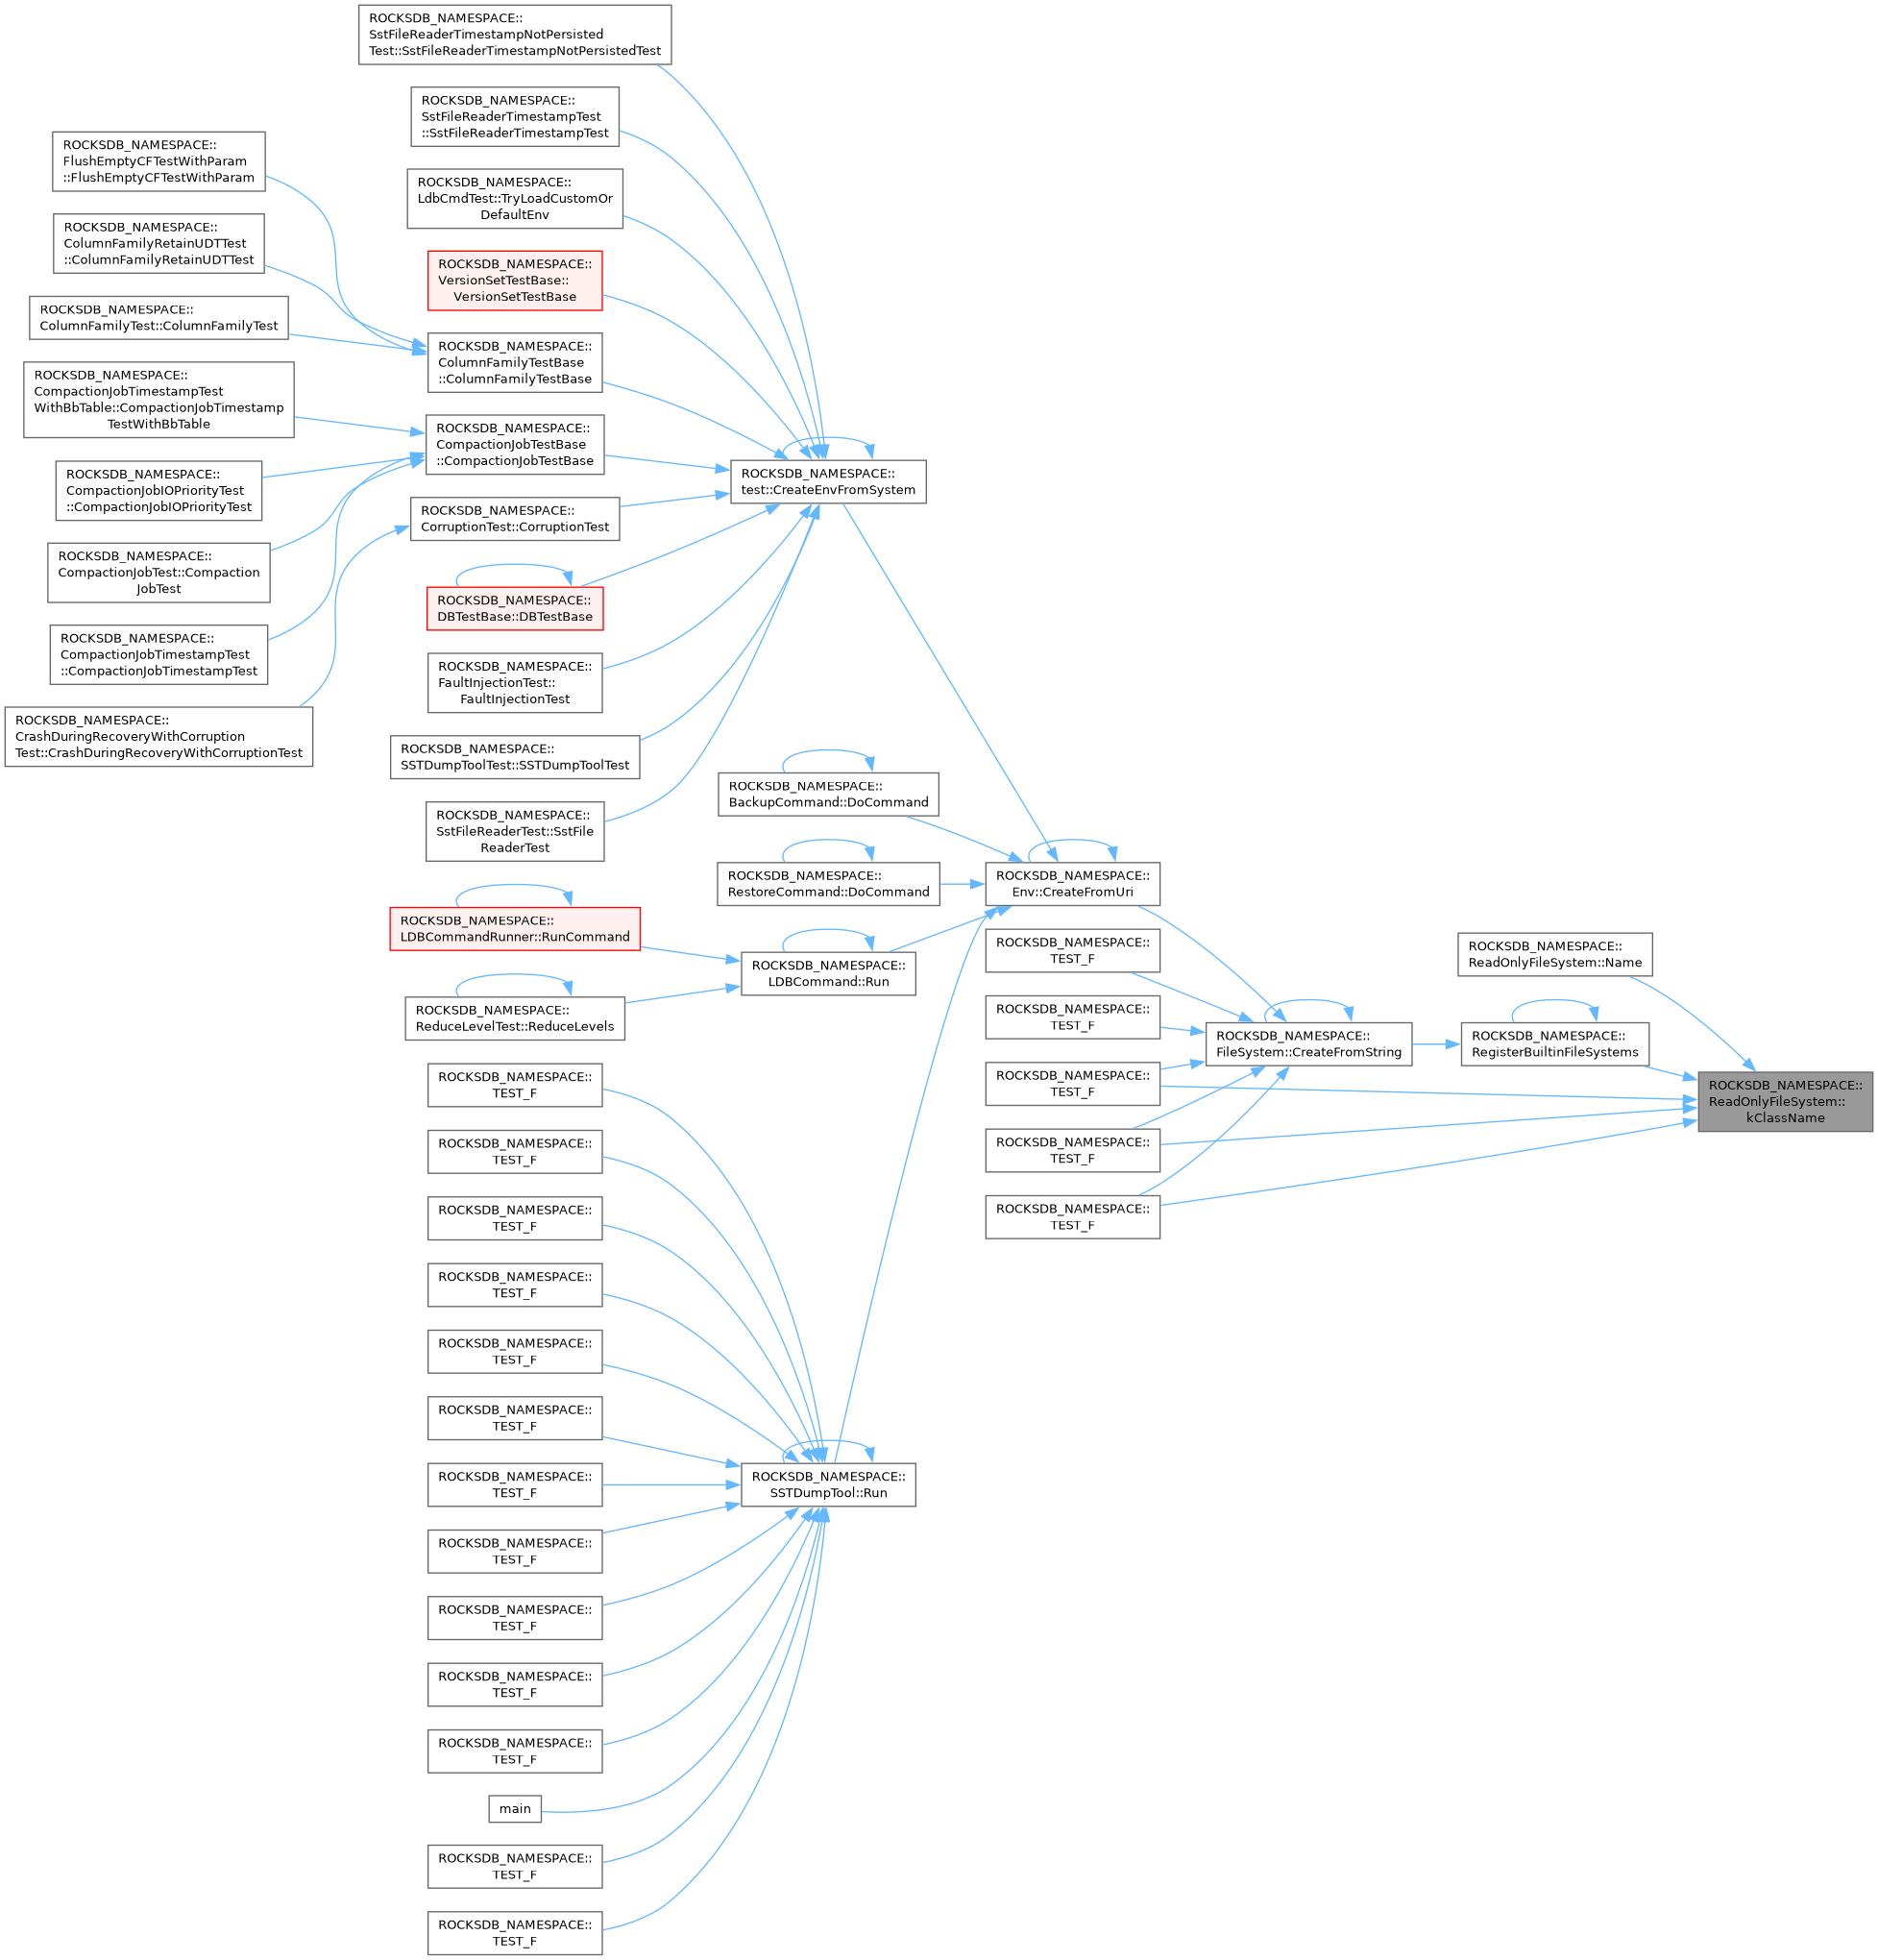 ROCKSDB_NAMESPACE::
SstFileReaderTimestampNotPersisted
Test::SstFileReaderTimestampNotPersistedTest
ROCKSDB_NAMESPACE::
SstFileReaderTimestampTest
::SstFileReaderTimestampTest
ROCKSDB_NAMESPACE::
LdbCmdTest::TryLoadCustomOr
DefaultEnv
ROCKSDB_NAMESPACE::
VersionSetTestBase::
VersionSetTestBase
ROCKSDB_NAMESPACE::
ColumnFamilyTestBase
::ColumnFamilyTestBase
ROCKSDB_NAMESPACE::
CompactionJobTestBase
::CompactionJobTestBase
ROCKSDB_NAMESPACE::
CorruptionTest::CorruptionTest
ROCKSDB_NAMESPACE::
DBTestBase::DBTestBase
ROCKSDB_NAMESPACE::
FaultInjectionTest::
FaultInjectionTest
ROCKSDB_NAMESPACE::
SSTDumpToolTest::SSTDumpToolTest
ROCKSDB_NAMESPACE::
SstFileReaderTest::SstFile
ReaderTest
ROCKSDB_NAMESPACE::
FlushEmptyCFTestWithParam
::FlushEmptyCFTestWithParam
ROCKSDB_NAMESPACE::
ColumnFamilyRetainUDTTest
::ColumnFamilyRetainUDTTest
ROCKSDB_NAMESPACE::
ColumnFamilyTest::ColumnFamilyTest
ROCKSDB_NAMESPACE::
CompactionJobTimestampTest
WithBbTable::CompactionJobTimestamp
TestWithBbTable
ROCKSDB_NAMESPACE::
CompactionJobIOPriorityTest
::CompactionJobIOPriorityTest
ROCKSDB_NAMESPACE::
CompactionJobTest::Compaction
JobTest
ROCKSDB_NAMESPACE::
CompactionJobTimestampTest
::CompactionJobTimestampTest
ROCKSDB_NAMESPACE::
CrashDuringRecoveryWithCorruption
Test::CrashDuringRecoveryWithCorruptionTest
ROCKSDB_NAMESPACE::
test::CreateEnvFromSystem
ROCKSDB_NAMESPACE::
BackupCommand::DoCommand
ROCKSDB_NAMESPACE::
RestoreCommand::DoCommand
ROCKSDB_NAMESPACE::
LDBCommandRunner::RunCommand
ROCKSDB_NAMESPACE::
LDBCommand::Run
ROCKSDB_NAMESPACE::
ReduceLevelTest::ReduceLevels
ROCKSDB_NAMESPACE::
Env::CreateFromUri
ROCKSDB_NAMESPACE::
TEST_F
ROCKSDB_NAMESPACE::
TEST_F
ROCKSDB_NAMESPACE::
TEST_F
ROCKSDB_NAMESPACE::
TEST_F
ROCKSDB_NAMESPACE::
TEST_F
ROCKSDB_NAMESPACE::
FileSystem::CreateFromString
ROCKSDB_NAMESPACE::
ReadOnlyFileSystem::Name
ROCKSDB_NAMESPACE::
RegisterBuiltinFileSystems
ROCKSDB_NAMESPACE::
ReadOnlyFileSystem::
kClassName
ROCKSDB_NAMESPACE::
SSTDumpTool::Run
ROCKSDB_NAMESPACE::
TEST_F
ROCKSDB_NAMESPACE::
TEST_F
ROCKSDB_NAMESPACE::
TEST_F
ROCKSDB_NAMESPACE::
TEST_F
ROCKSDB_NAMESPACE::
TEST_F
ROCKSDB_NAMESPACE::
TEST_F
ROCKSDB_NAMESPACE::
TEST_F
ROCKSDB_NAMESPACE::
TEST_F
ROCKSDB_NAMESPACE::
TEST_F
ROCKSDB_NAMESPACE::
TEST_F
ROCKSDB_NAMESPACE::
TEST_F
main
ROCKSDB_NAMESPACE::
TEST_F
ROCKSDB_NAMESPACE::
TEST_F